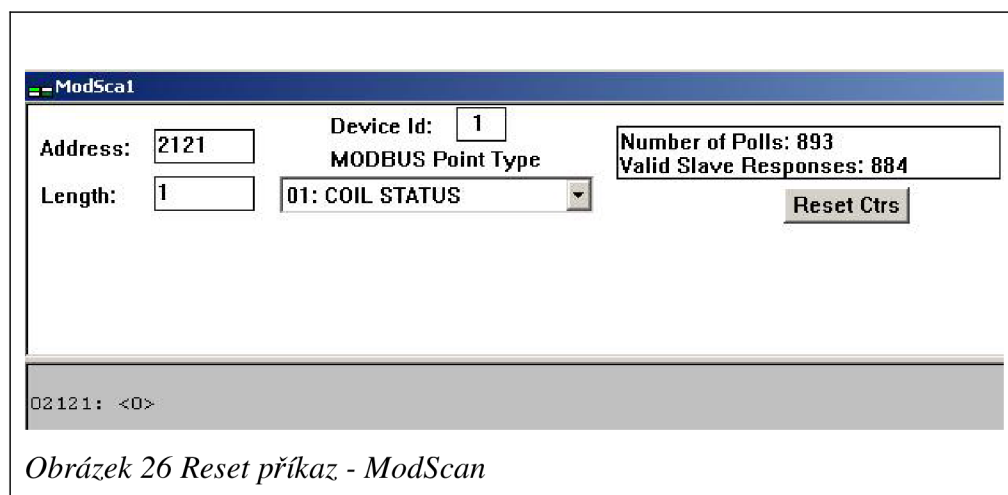 ModSca1
Device Id: 1
Address: 2121
MODBUS Point Type
Number of Polls: 893
Valid Slave Responses: 884
Length: 1
01: COIL STATUS
Reset Ctrs
02121: <0>
Obrázek 26 Reset příkaz - ModScan